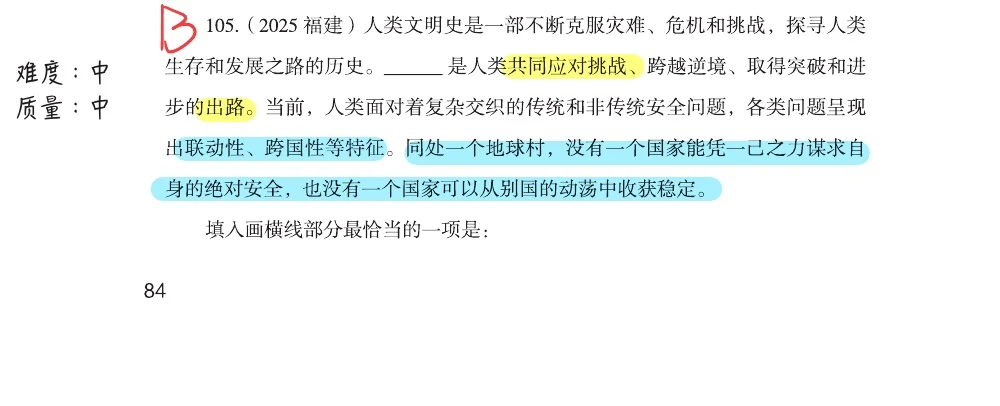 B 105.（2025 福建）人类文明史是一部不断克服灾难、危机和挑战，探寻人类
难度：中
生存和发展之路的历史。______ 是人类共同应对挑战、跨越逆境、取得突破和进
质量：中
步的出路。当前，人类面对着复杂交织的传统和非传统安全问题，各类问题呈现
出联动性、跨国性等特征。同处一个地球村，没有一个国家能凭一己之力谋求自
身的绝对安全，也没有一个国家可以从别国的动荡中收获稳定。
填入画横线部分最恰当的一项是：
84